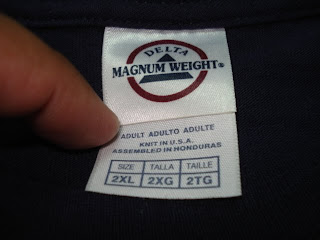 DELTA
MAGNUM WEIGHT®
ADULT ADULTO ADULTE
KNIT IN U.S.A.
ASSEMBLED IN HONDURAS
SIZE TALLA TAILLE
2XL 2XG 2TG